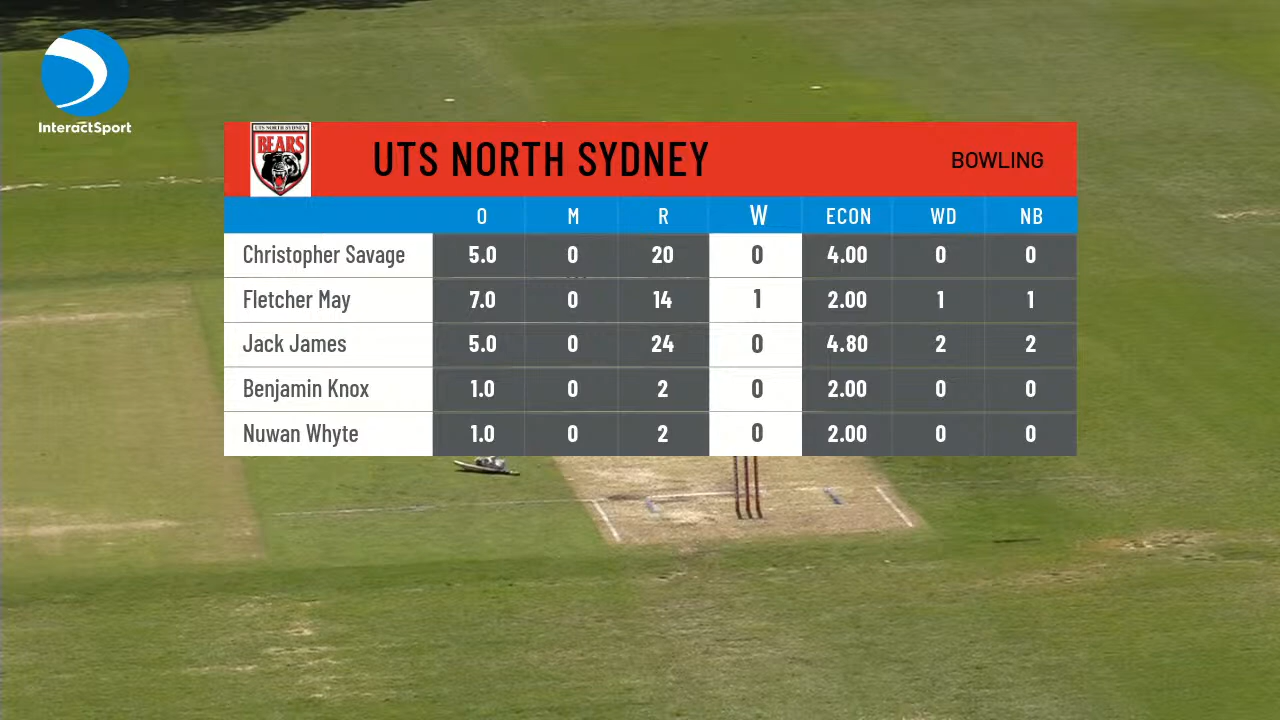 InteractSport
UTS NORTH SYDNEY
BEARS
UTS NORTH SYDNEY
BOWLING
O M R W ECON WD NB
Christopher Savage 5.0 0 20 0 4.00 0 0
Fletcher May 7.0 0 14 1 2.00 1 1
Jack James 5.0 0 24 0 4.80 2 2
Benjamin Knox 1.0 0 2 0 2.00 0 0
Nuwan Whyte 1.0 0 2 0 2.00 0 0